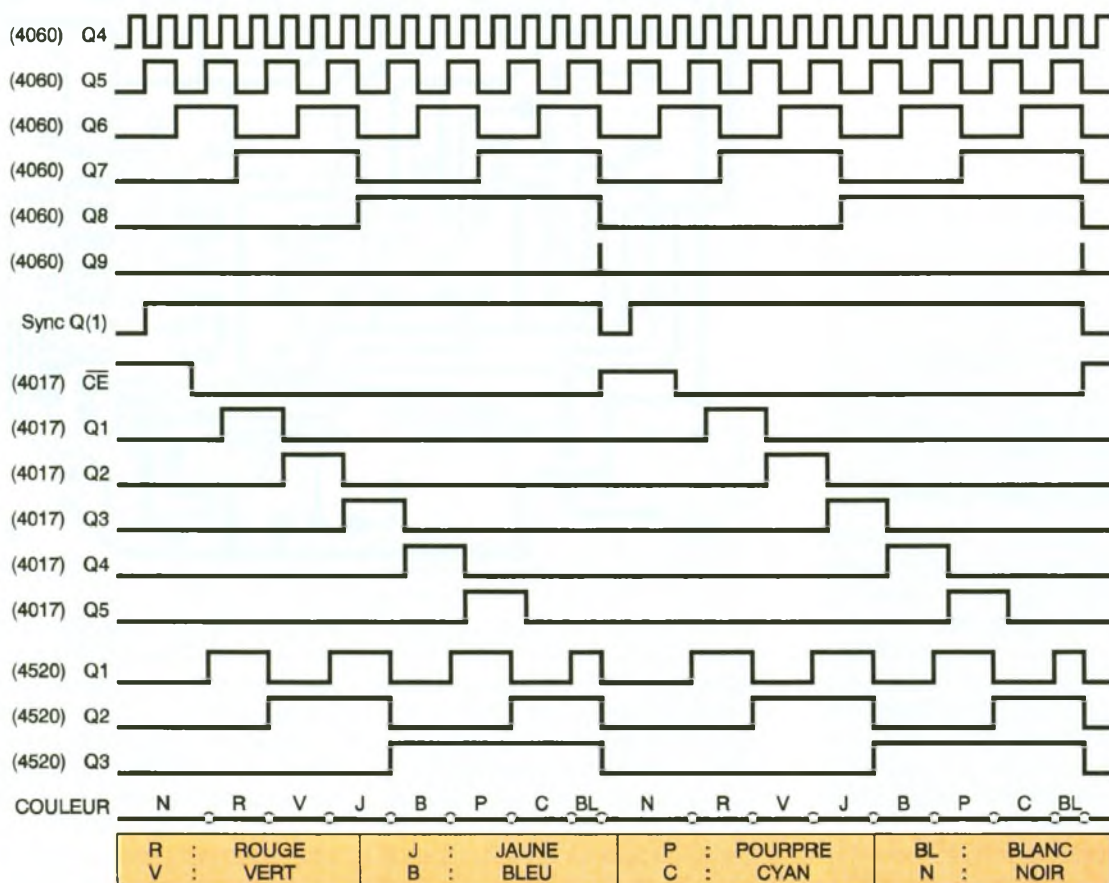 (4060) Q4
(4060) Q5
(4060) Q6
(4060) Q7
(4060) Q8
(4060) Q9
Sync Q(1)
(4017) CE
(4017) Q1
(4017) Q2
(4017) Q3
(4017) Q4
(4017) Q5
(4520) Q1
(4520) Q2
(4520) Q3
COULEUR N R V J B P C BL N R V J B P C BL
R : ROUGE J : JAUNE P : POURPRE BL : BLANC
V : VERT B : BLEU C : CYAN N : NOIR